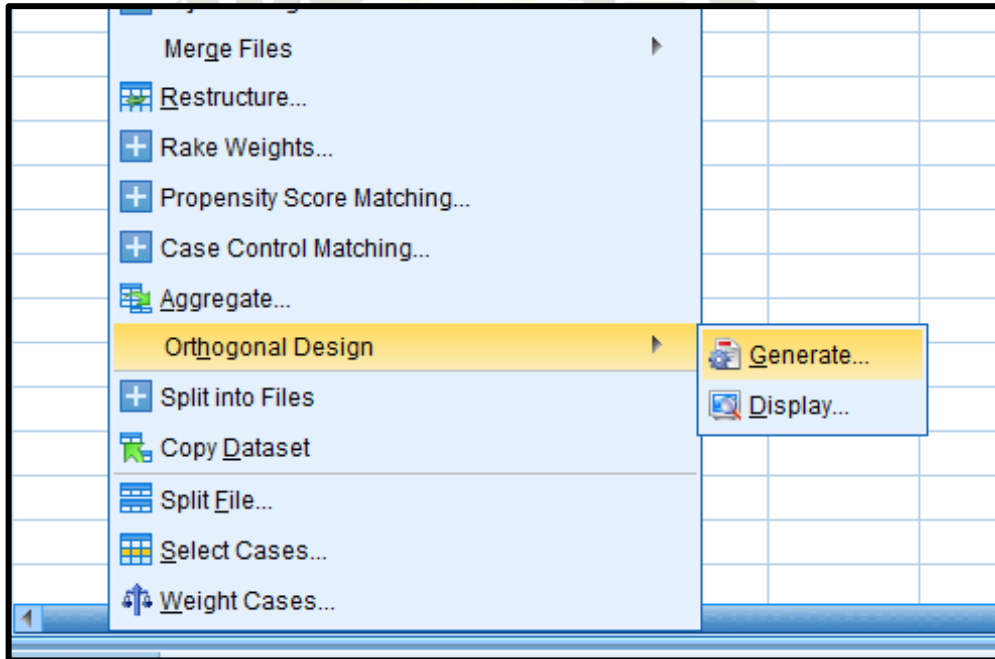 Merge Files
Restructure...
Rake Weights...
Propensity Score Matching...
Case Control Matching...
Aggregate...
Orthogonal Design
Generate...
Display...
Split into Files
Copy Dataset
Split File...
Select Cases...
Weight Cases...